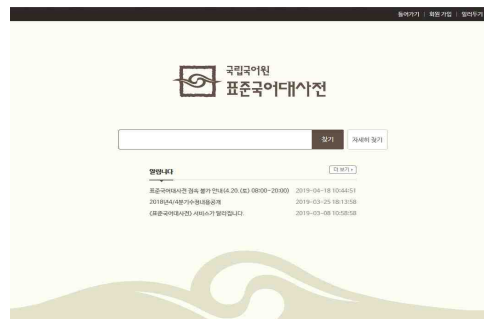 들어가기 | 회원 가입 | 알려두기
국립국어원
표준국어대사전
찾기 자세히 찾기
알립니다 더 보기 +
표준국어대사전 접속 불가 안내(4.20.(토) 08:00~20:00) 2019-04-18 10:44:51
2018년4/4분기수정내용공개 2019-03-25 18:13:58
《표준국어대사전》 서비스가 달라집니다. 2019-03-08 10:58:58